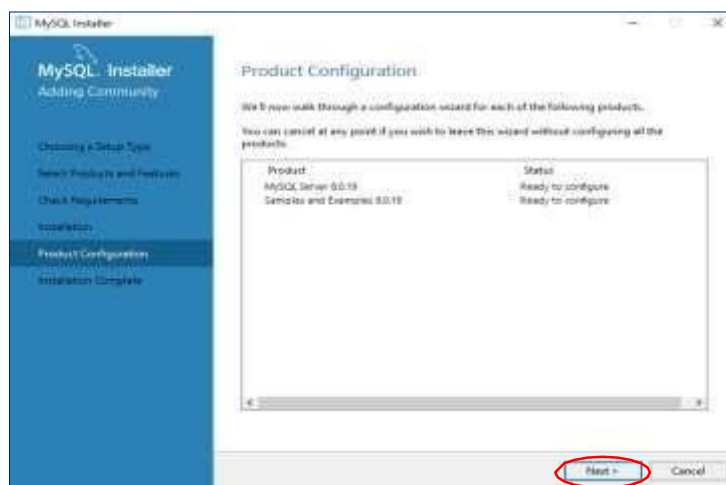 MySQL Installer
MySQL Installer
Adding Community
Choosing a Setup Type
Select Products and Features
Check Requirements
Installation
Product Configuration
Installation Complete
Product Configuration
We'll now walk through a configuration wizard for each of the following products.
You can cancel at any point if you wish to leave this wizard without configuring all the
products.
Product Status
MySQL Server 8.0.19 Ready to configure
Samples and Examples 8.0.19 Ready to configure
Next >
Cancel